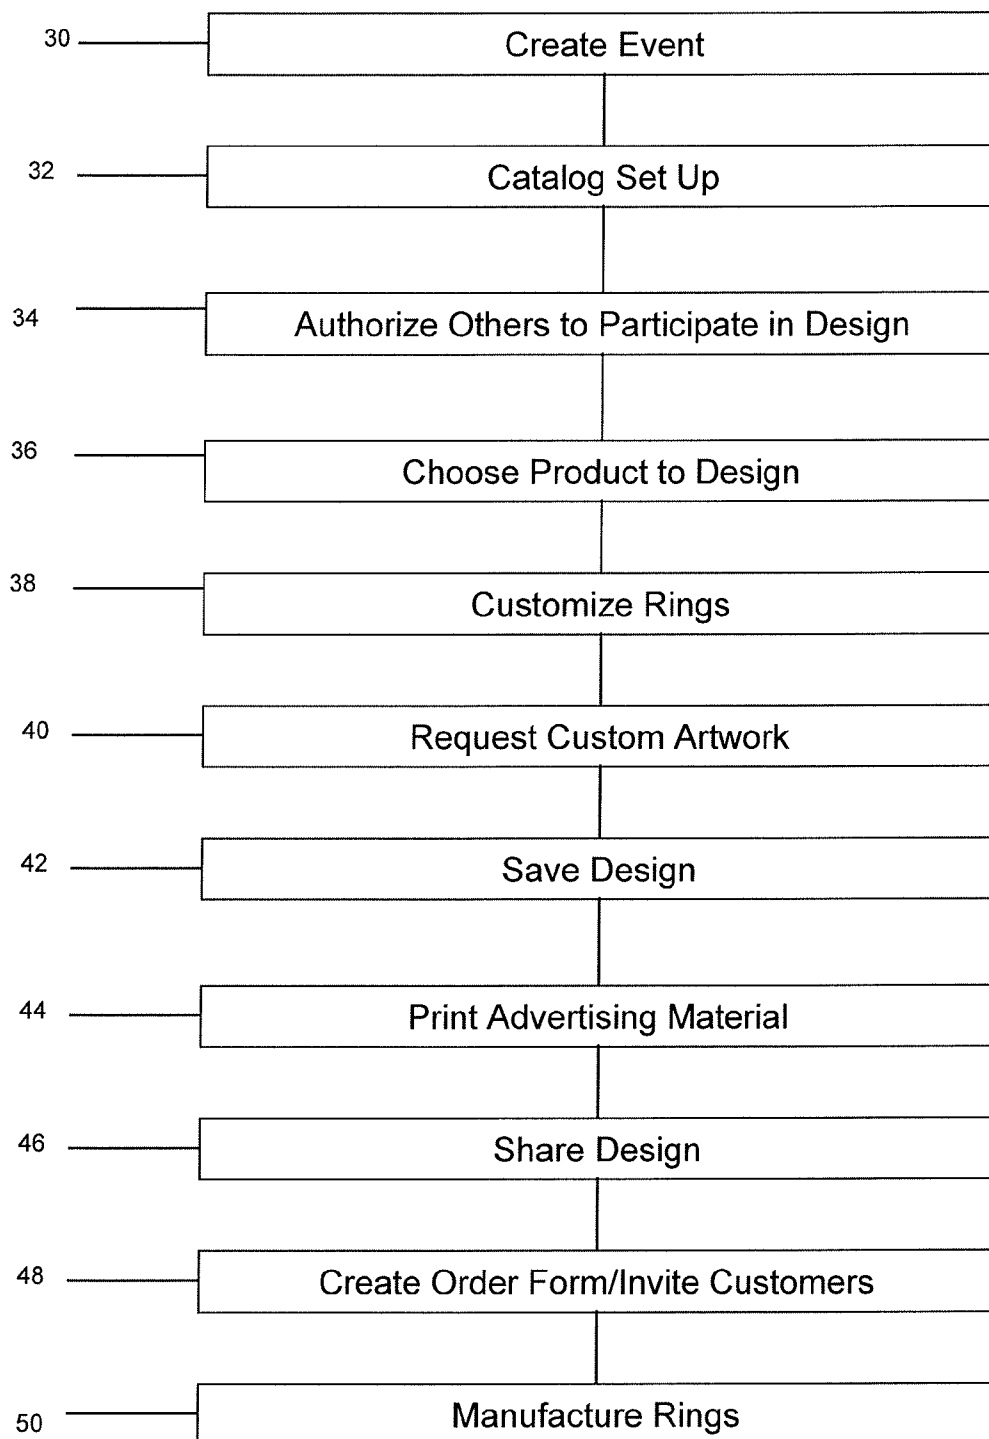 30 Create Event
32 Catalog Set Up
34 Authorize Others to Participate in Design
36 Choose Product to Design
38 Customize Rings
40 Request Custom Artwork
42 Save Design
44 Print Advertising Material
46 Share Design
48 Create Order Form/Invite Customers
50 Manufacture Rings